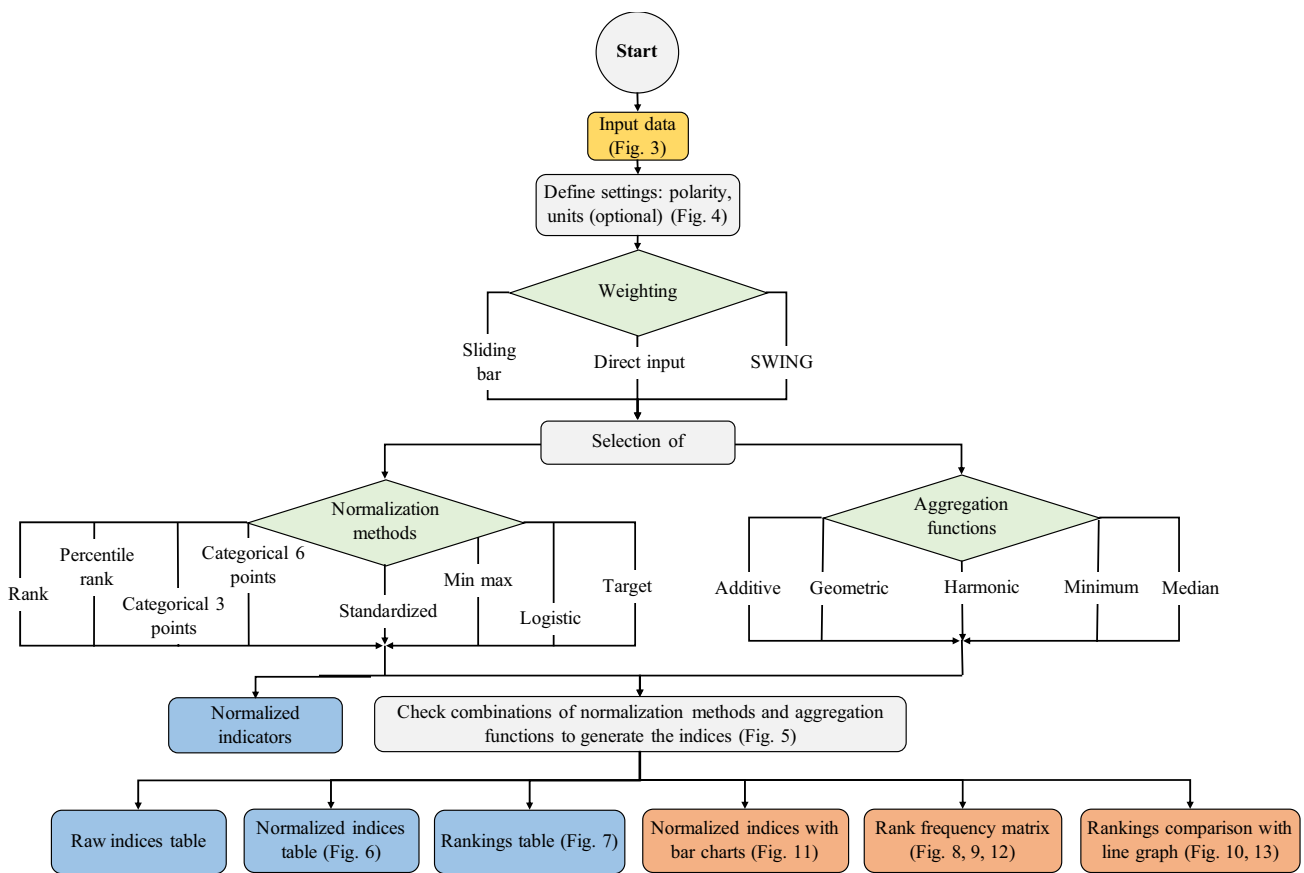 Start
Input data
(Fig. 3)
Define settings: polarity,
units (optional) (Fig. 4)
Weighting
Sliding
bar
Direct input
SWING
Selection of
Normalization
methods
Aggregation
functions
Rank
Percentile
rank
Categorical 3
points
Categorical 6
points
Standardized
Min max
Logistic
Target
Additive
Geometric
Harmonic
Minimum
Median
Normalized
indicators
Check combinations of normalization methods and aggregation
functions to generate the indices (Fig. 5)
Raw indices table
Normalized indices
table (Fig. 6)
Rankings table (Fig. 7)
Normalized indices with
bar charts (Fig. 11)
Rank frequency matrix
(Fig. 8, 9, 12)
Rankings comparison with
line graph (Fig. 10, 13)